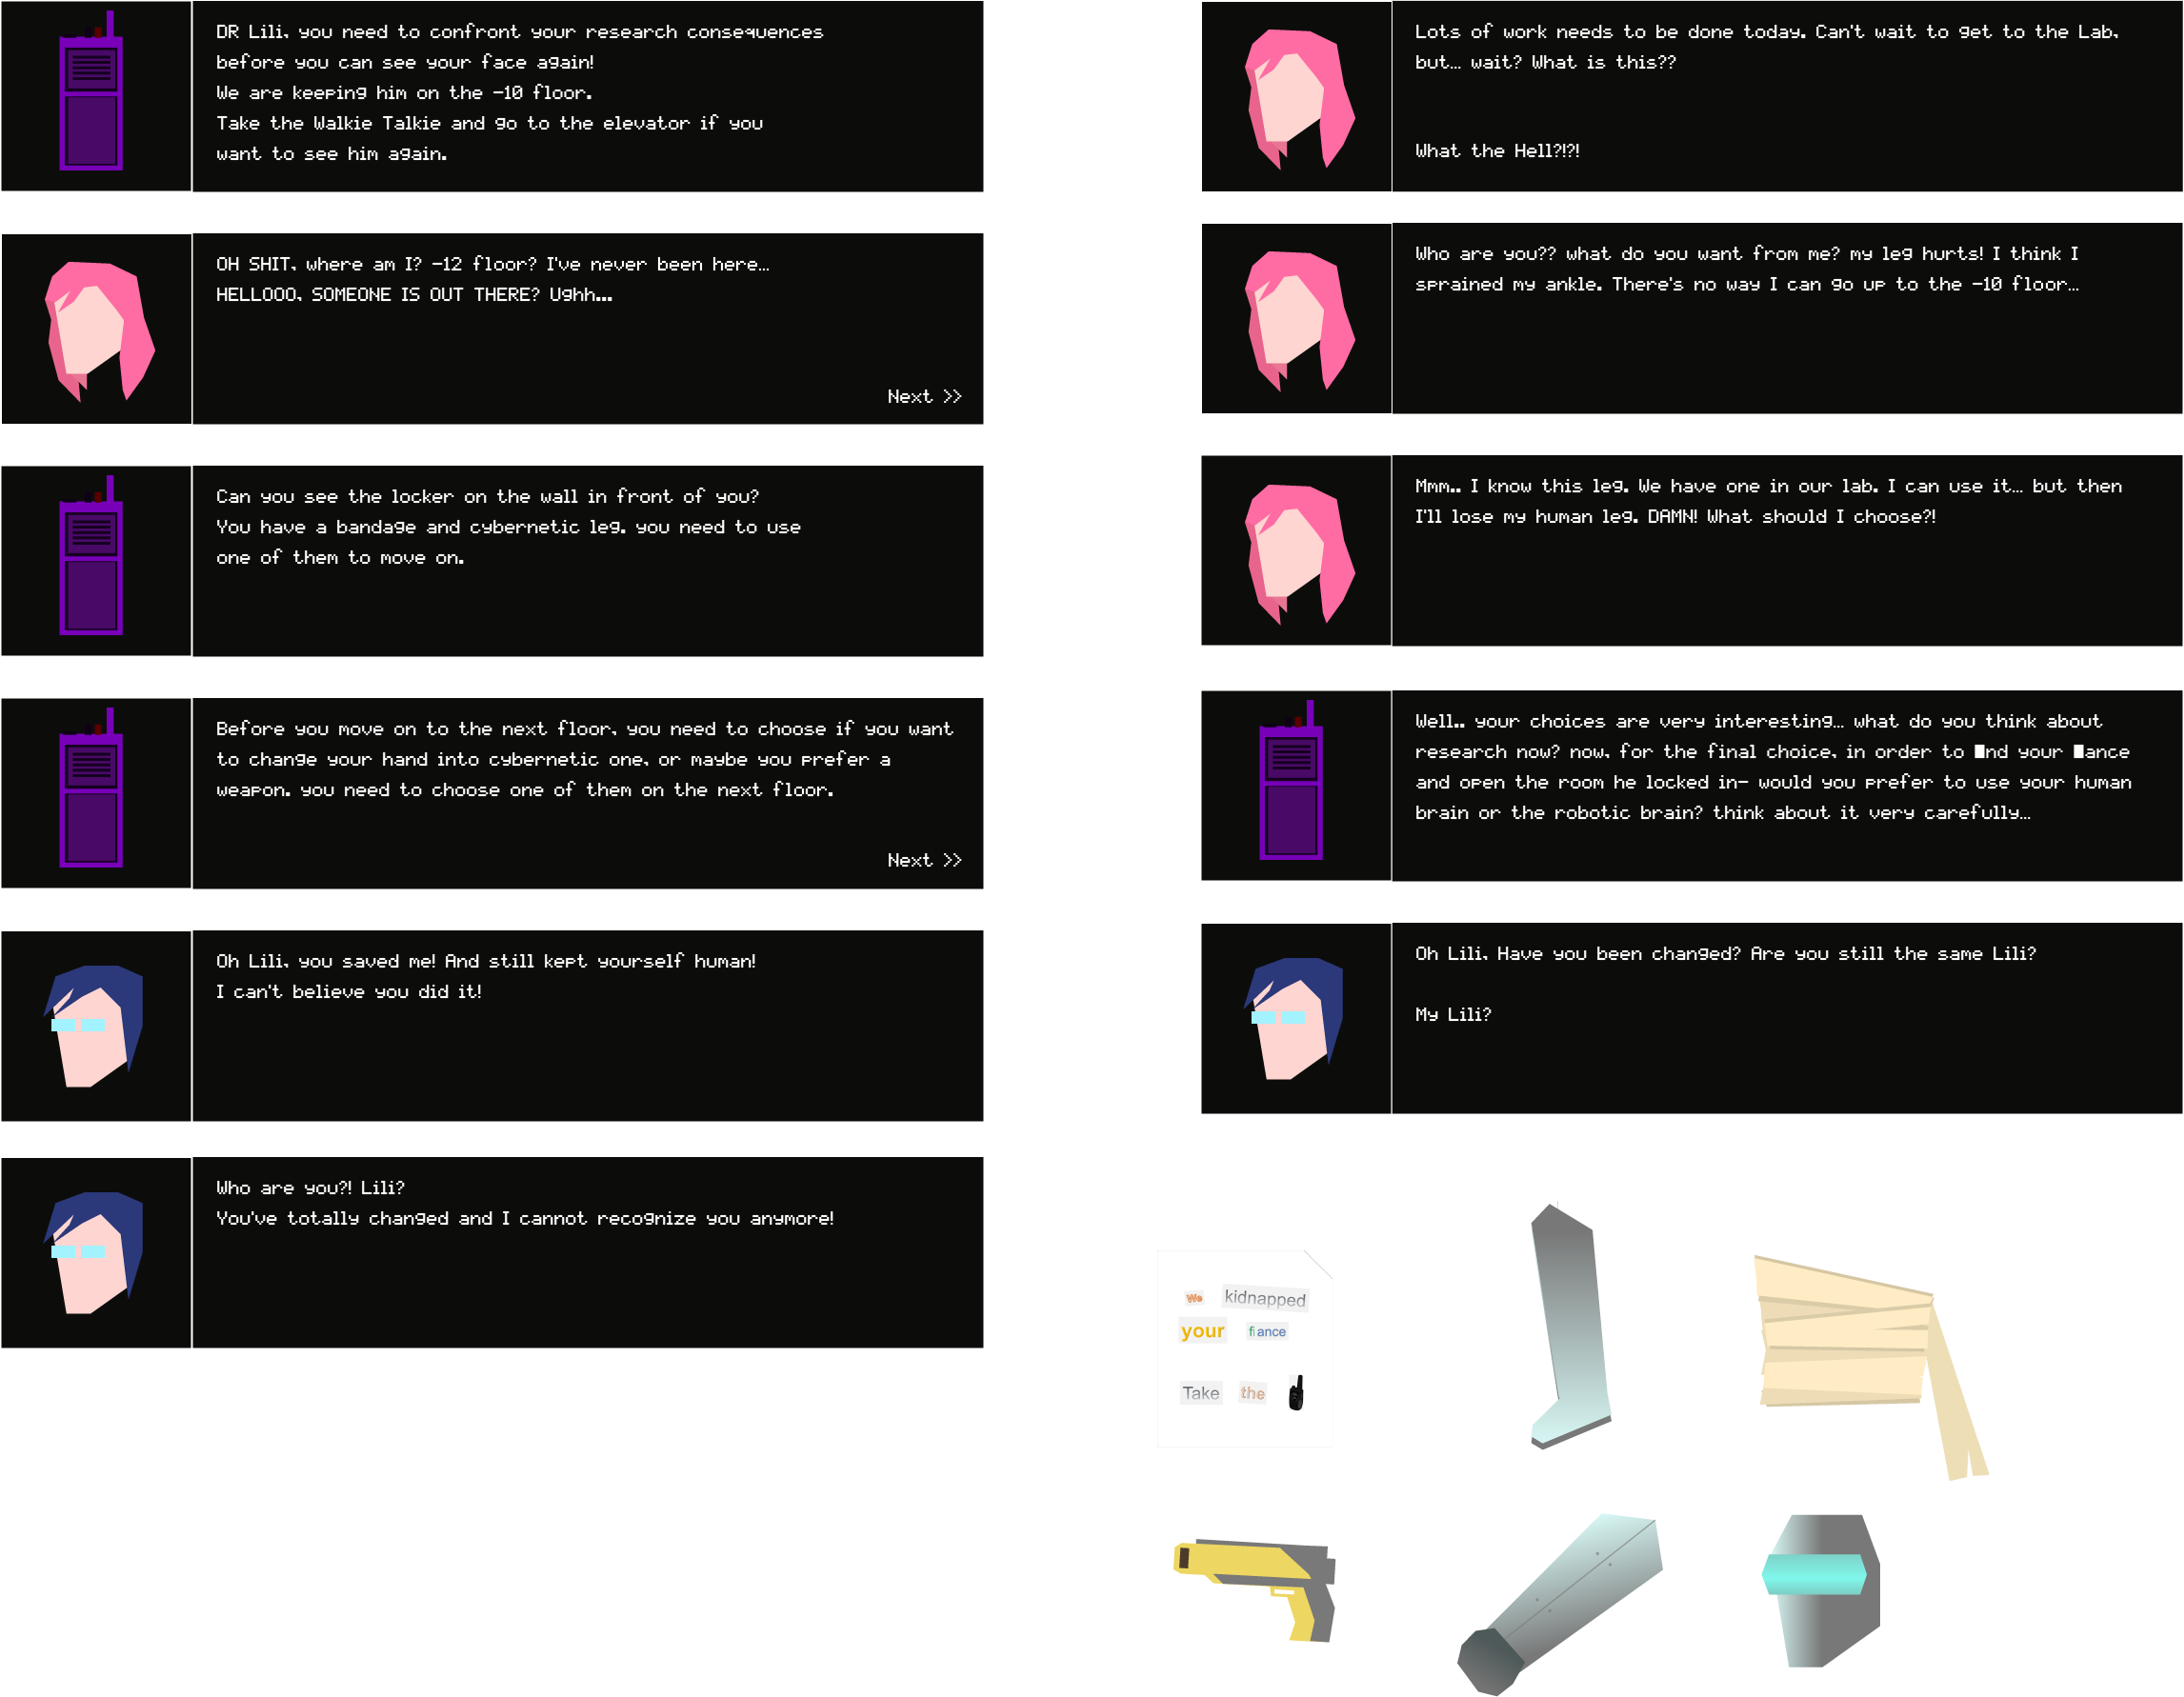 DR Lili, you need to confront your research consequences
before you can see your face again!
We are keeping him on the -10 floor.
Take the Walkie Talkie and go to the elevator if you
want to see him again.
Lots of work needs to be done today. Can't wait to get to the Lab,
but... wait? What is this??
What the Hell?!?!
OH SHIT, where am I? -12 floor? I've never been here...
HELLOOO, SOMEONE IS OUT THERE? Ughh...
Next >>
Who are you?? what do you want from me? my leg hurts! I think I
sprained my ankle. There's no way I can go up to the -10 floor...
Can you see the locker on the wall in front of you?
You have a bandage and cybernetic leg. you need to use
one of them to move on.
Mmm.. I know this leg. We have one in our lab. I can use it... but then
I'll lose my human leg. DAMN! What should I choose?!
Before you move on to the next floor, you need to choose if you want
to change your hand into cybernetic one, or maybe you prefer a
weapon. you need to choose one of them on the next floor.
Next >>
Well.. your choices are very interesting... what do you think about
research now? now, for the final choice, in order to █nd your █ance
and open the room he locked in- would you prefer to use your human
brain or the robotic brain? think about it very carefully...
Oh Lili, you saved me! And still kept yourself human!
I can't believe you did it!
Oh Lili, Have you been changed? Are you still the same Lili?
My Lili?
Who are you?! Lili?
You've totally changed and I cannot recognize you anymore!
We kidnapped
your fiance
Take the